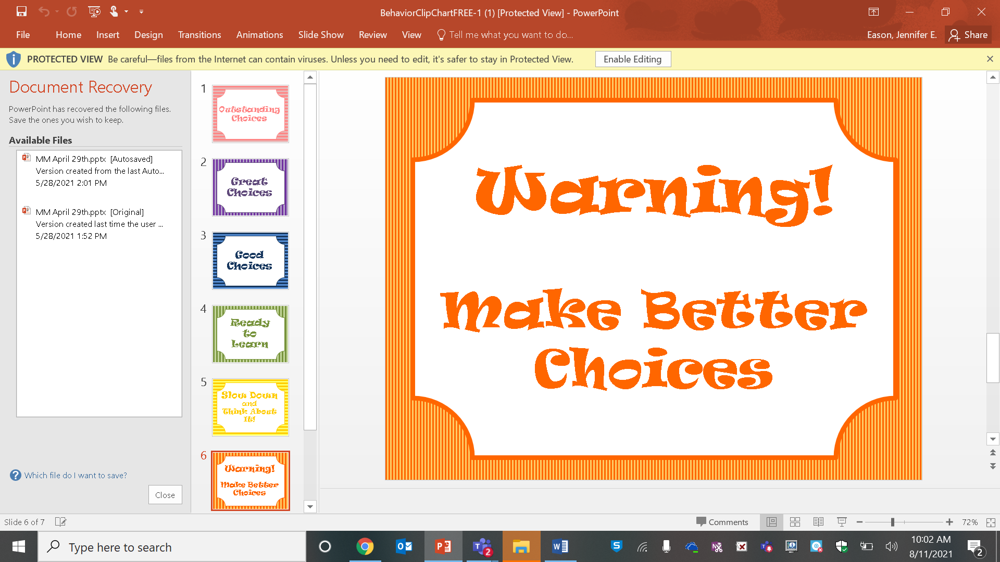 BehaviorClipChartFREE-1 (1) [Protected View] - PowerPoint
File Home Insert Design Transitions Animations Slide Show Review View Tell me what you want to do... Eason, Jennifer E. Share
PROTECTED VIEW Be careful—files from the Internet can contain viruses. Unless you need to edit, it's safer to stay in Protected View. Enable Editing
Document Recovery
PowerPoint has recovered the following files.
Save the ones you wish to keep.
Available Files
MM April 29th.pptx [Autosaved]
Version created from the last Auto...
5/28/2021 2:01 PM
MM April 29th.pptx [Original]
Version created last time the user ...
5/28/2021 1:52 PM
Which file do I want to save?
Close
1
Outstanding
Choices
2
Great
Choices
3
Good
Choices
4
Ready
to
Learn
5
Slow Down
and
Think About
It!
6
Warning!
Make Better
Choices
Warning!
Make Better
Choices
Slide 6 of 7
Comments
72%
Type here to search
2
10:02 AM
8/11/2021
2